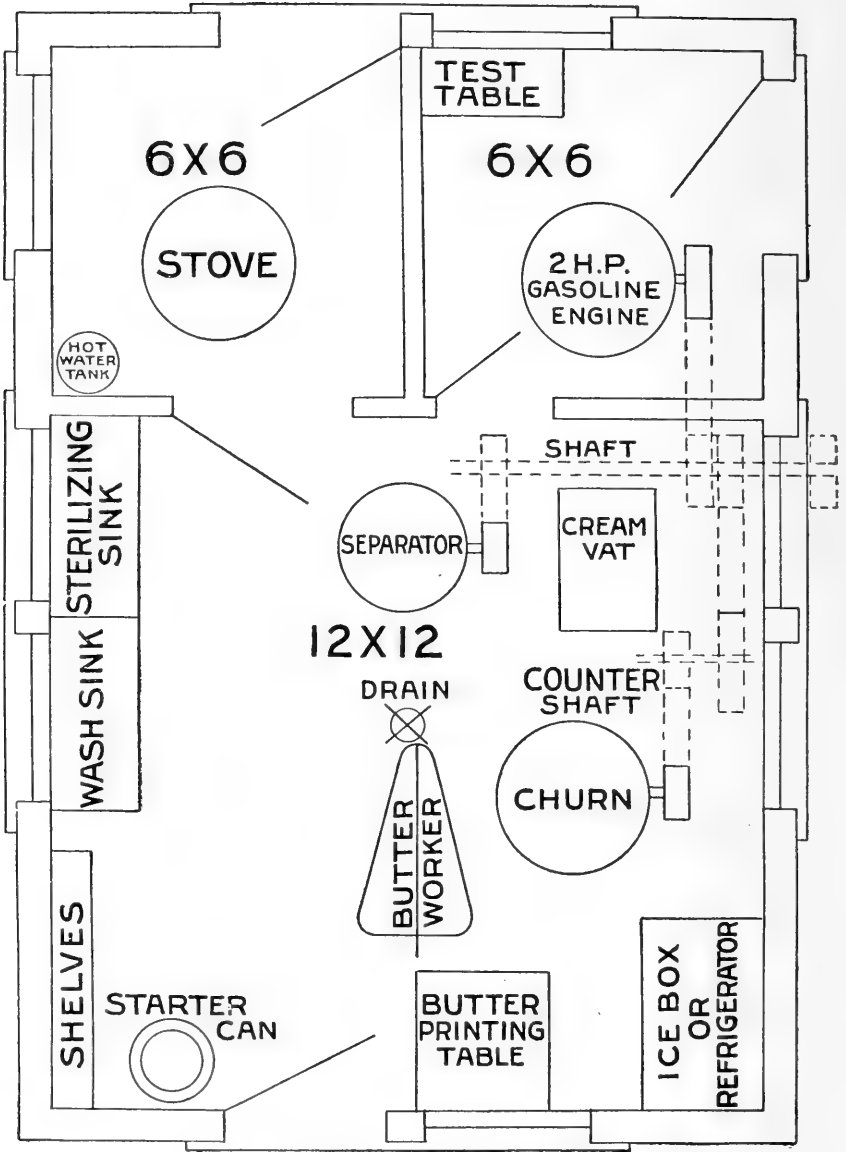 TEST
TABLE
6X6
6X6
STOVE
2 H.P.
GASOLINE
ENGINE
HOT
WATER
TANK
STERILIZING
SINK
SHAFT
SEPARATOR
CREAM
VAT
12X12
WASH SINK
DRAIN
COUNTER
SHAFT
CHURN
BUTTER
WORKER
SHELVES
STARTER
CAN
BUTTER
PRINTING
TABLE
ICE BOX
OR
REFRIGERATOR